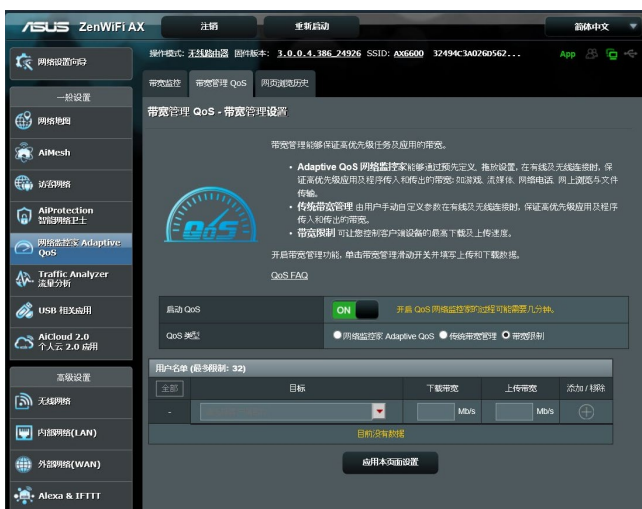 ASUS ZenWiFi AX
注销
重新启动
简体中文
操作模式: 无线路由器 固件版本: 3.0.0.4.386_24926 SSID: AX6600 32494C3A026D562...
App
网络设置向导
一般设置
网络地图
AiMesh
访客网络
AiProtection
智能网络卫士
网络监控家 Adaptive
QoS
Traffic Analyzer
流量分析
USB 相关应用
AiCloud 2.0
个人云 2.0 应用
高级设置
无线网络
内部网络(LAN)
外部网络(WAN)
Alexa & IFTTT
带宽监控
带宽管理 QoS
网页浏览历史
带宽管理 QoS - 带宽管理设置
QoS
带宽管理能够保证高优先级任务及应用的带宽。
• Adaptive QoS 网络监控家能够通过预先定义, 拖放设置, 在有线及无线连接时, 保
证高优先级应用及程序传入和传出的带宽: 如游戏, 流媒体, 网络电话, 网上浏览与文件
传输。
• 传统带宽管理 由用户手动自定义参数在有线及无线连接时, 保证高优先级应用及程序
传入和传出的带宽。
• 带宽限制 可让您控制客户端设备的最高下载及上传速度。
开启带宽管理功能, 单击带宽管理滑动开关并填写上传和下载数据。
QoS FAQ
启动 QoS
ON
开启 QoS 网络监控家的过程可能需要几分钟。
QoS 类型
网络监控家 Adaptive QoS 传统带宽管理 带宽限制
用户名单 (最多限制: 32)
全部 目标 下载带宽 上传带宽 添加 / 移除
- Mb/s Mb/s
目前没有数据
应用本页面设置